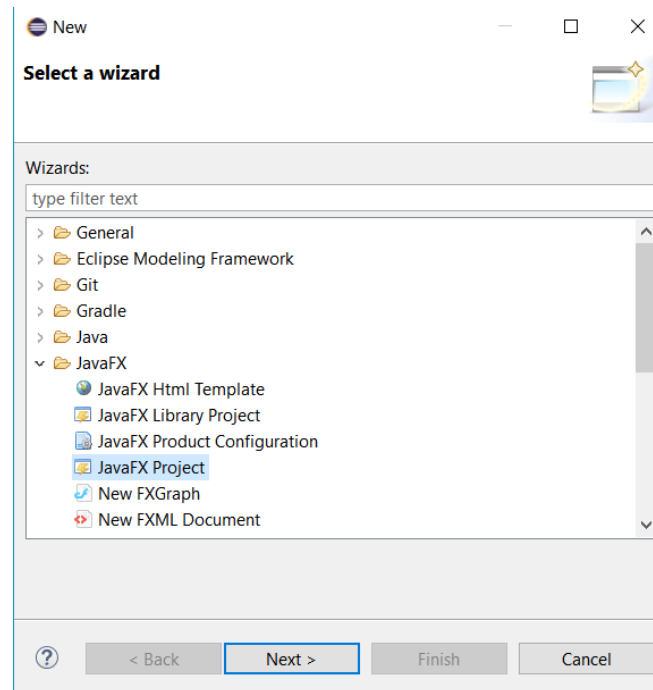 New
Select a wizard
Wizards:
type filter text
General
Eclipse Modeling Framework
Git
Gradle
Java
JavaFX
JavaFX Html Template
JavaFX Library Project
JavaFX Product Configuration
JavaFX Project
New FXGraph
New FXML Document
? < Back Next > Finish Cancel